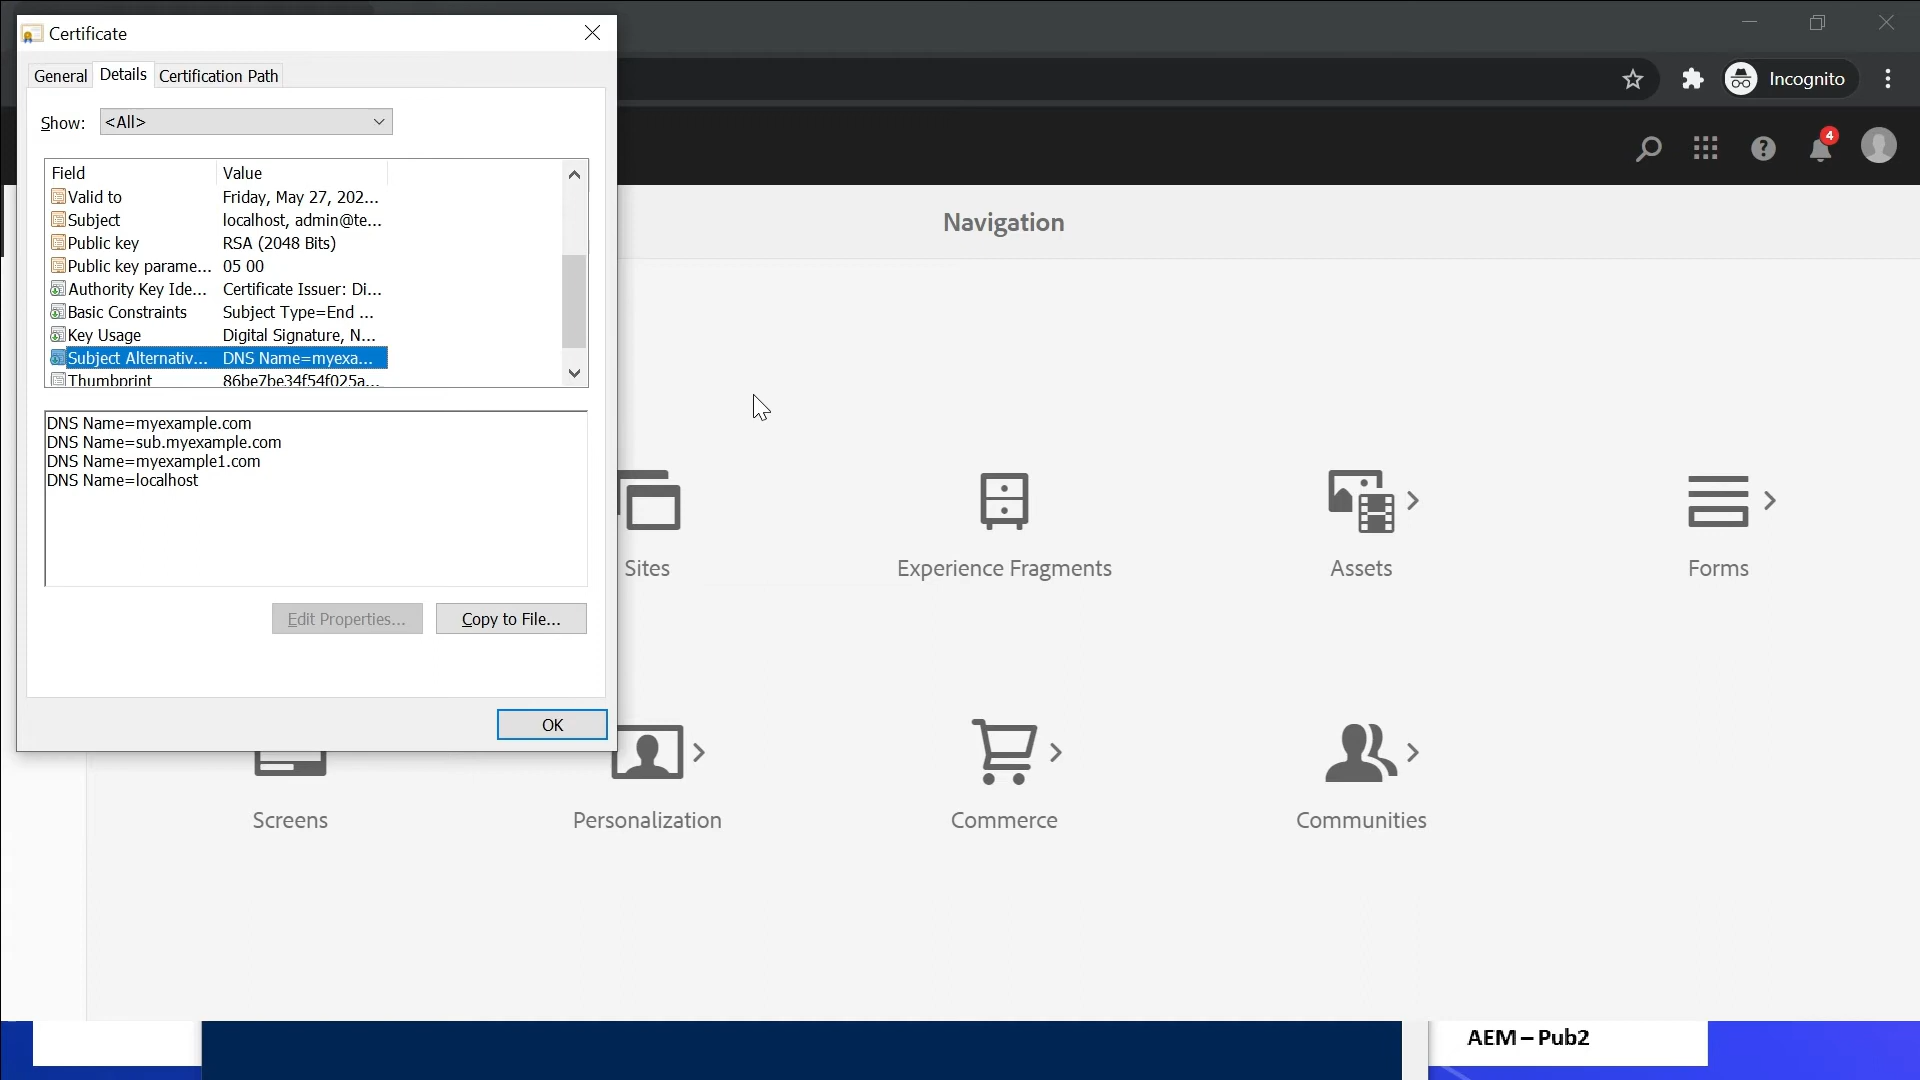 Certificate
General Details Certification Path
Show: <All>
Field Value
Valid to Friday, May 27, 202...
Subject localhost, admin@te...
Public key RSA (2048 Bits)
Public key parame... 05 00
Authority Key Ide... Certificate Issuer: Di...
Basic Constraints Subject Type=End ...
Key Usage Digital Signature, N...
Subject Alternativ... DNS Name=myexa...
Thumbprint 86be7be34f54f025a...
DNS Name=myexample.com
DNS Name=sub.myexample.com
DNS Name=myexample1.com
DNS Name=localhost
Edit Properties... Copy to File...
OK
Incognito
4
Navigation
Sites Experience Fragments Assets Forms
Screens Personalization Commerce Communities
AEM – Pub2